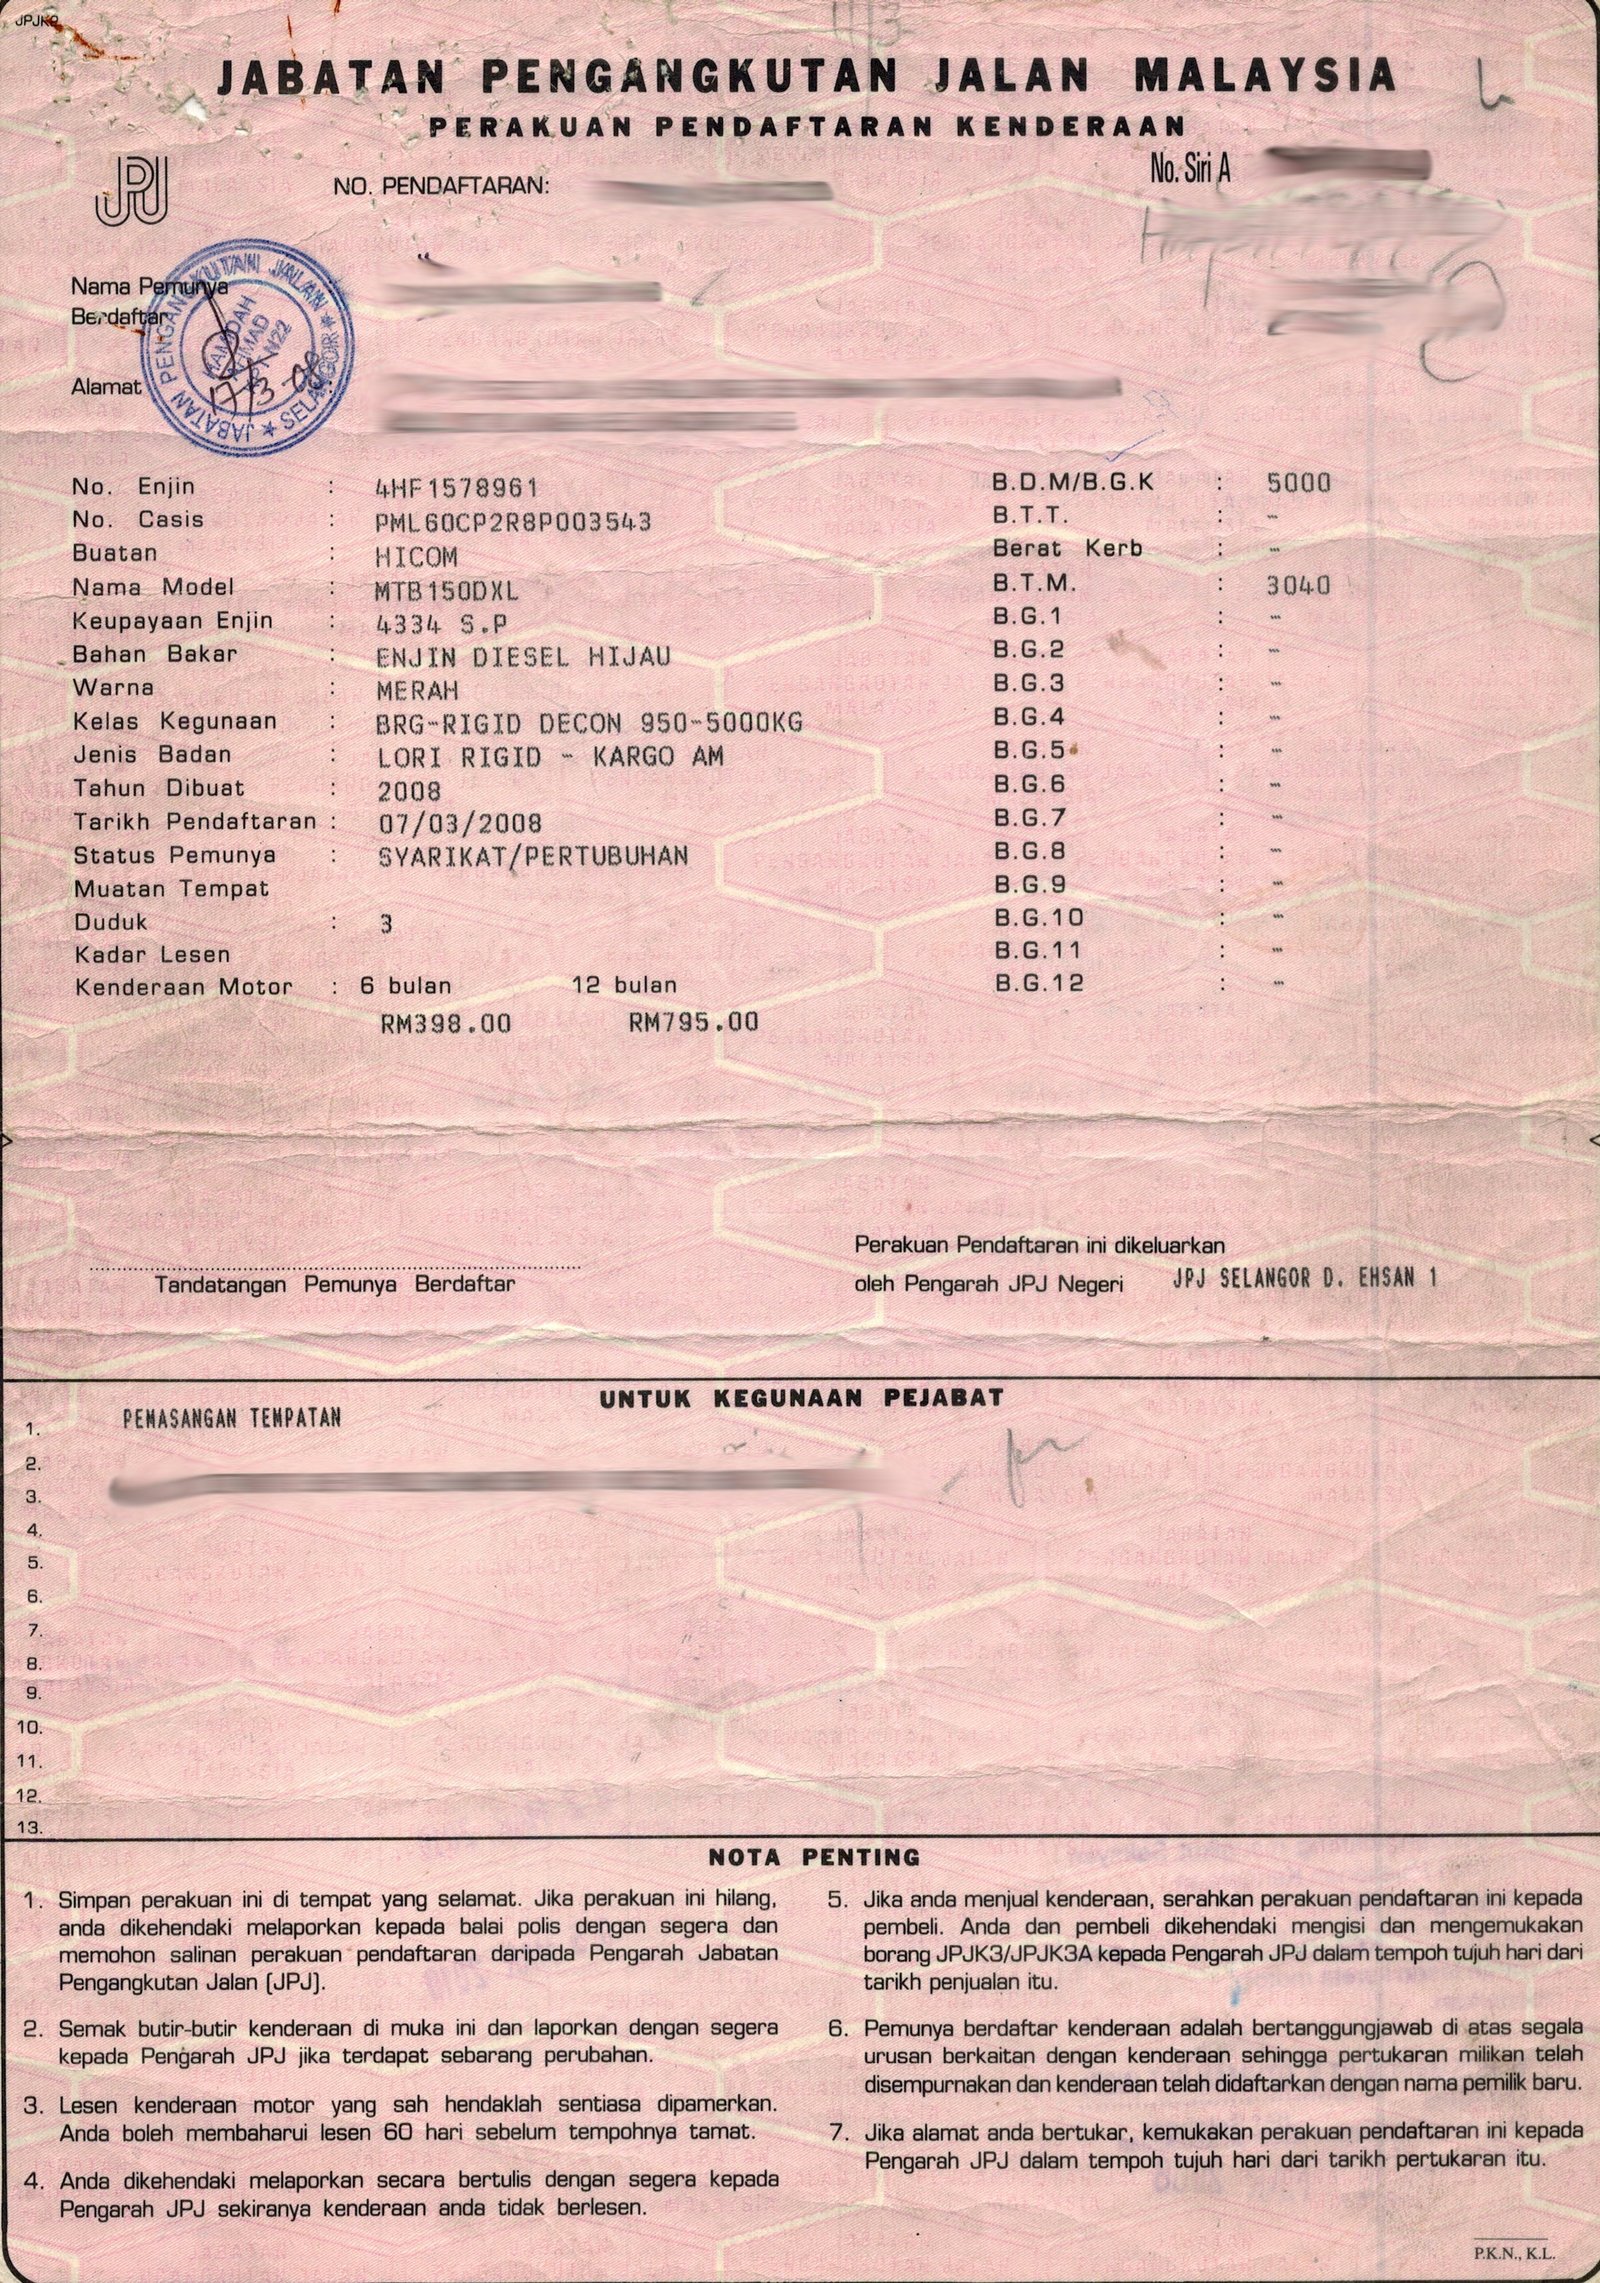 JPJK2
JABATAN PENGANGKUTAN JALAN MALAYSIA
PERAKUAN PENDAFTARAN KENDERAAN
JPJ
NO. PENDAFTARAN:
No. Siri A
Nama Pemunya
Berdaftar
Alamat
JABATAN PENGANGKUTAN JALAN
SELANGOR
17/3-08
No. Enjin : 4HF1578961
No. Casis : PML60CP2R8P003543
Buatan : HICOM
Nama Model : MTB150DXL
Keupayaan Enjin : 4334 S.P
Bahan Bakar : ENJIN DIESEL HIJAU
Warna : MERAH
Kelas Kegunaan : BRG-RIGID DECON 950-5000KG
Jenis Badan : LORI RIGID - KARGO AM
Tahun Dibuat : 2008
Tarikh Pendaftaran : 07/03/2008
Status Pemunya : SYARIKAT/PERTUBUHAN
Muatan Tempat
Duduk : 3
Kadar Lesen
Kenderaan Motor : 6 bulan 12 bulan
RM398.00 RM795.00
B.D.M/B.G.K : 5000
B.T.T. : -
Berat Kerb : -
B.T.M. : 3040
B.G.1 : -
B.G.2 : -
B.G.3 : -
B.G.4 : -
B.G.5 : -
B.G.6 : -
B.G.7 : -
B.G.8 : -
B.G.9 : -
B.G.10 : -
B.G.11 : -
B.G.12 : -
Tandatangan Pemunya Berdaftar
Perakuan Pendaftaran ini dikeluarkan
oleh Pengarah JPJ Negeri JPJ SELANGOR D. EHSAN 1
UNTUK KEGUNAAN PEJABAT
1. PEMASANGAN TEMPATAN
2.
3.
4.
5.
6.
7.
8.
9.
10.
11.
12.
13.
NOTA PENTING
1. Simpan perakuan ini di tempat yang selamat. Jika perakuan ini hilang,
anda dikehendaki melaporkan kepada balai polis dengan segera dan
memohon salinan perakuan pendaftaran daripada Pengarah Jabatan
Pengangkutan Jalan (JPJ).
2. Semak butir-butir kenderaan di muka ini dan laporkan dengan segera
kepada Pengarah JPJ jika terdapat sebarang perubahan.
3. Lesen kenderaan motor yang sah hendaklah sentiasa dipamerkan.
Anda boleh membaharui lesen 60 hari sebelum tempohnya tamat.
4. Anda dikehendaki melaporkan secara bertulis dengan segera kepada
Pengarah JPJ sekiranya kenderaan anda tidak berlesen.
5. Jika anda menjual kenderaan, serahkan perakuan pendaftaran ini kepada
pembeli. Anda dan pembeli dikehendaki mengisi dan mengemukakan
borang JPJK3/JPJK3A kepada Pengarah JPJ dalam tempoh tujuh hari dari
tarikh penjualan itu.
6. Pemunya berdaftar kenderaan adalah bertanggungjawab di atas segala
urusan berkaitan dengan kenderaan sehingga pertukaran milikan telah
disempurnakan dan kenderaan telah didaftarkan dengan nama pemilik baru.
7. Jika alamat anda bertukar, kemukakan perakuan pendaftaran ini kepada
Pengarah JPJ dalam tempoh tujuh hari dari tarikh pertukaran itu.
P.K.N., K.L.